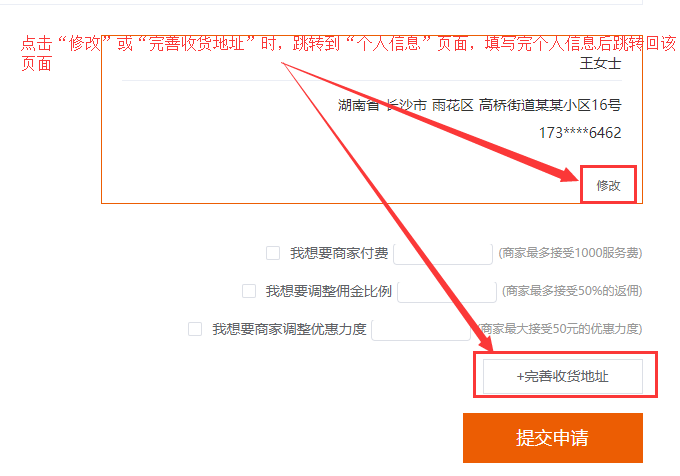 点击“修改”或“完善收货地址”时，跳转到“个人信息”页面，填写完个人信息后跳转回该
页面
王女士
湖南省 长沙市 雨花区 高桥街道某某小区16号
173****6462
修改
我想要商家付费 (商家最多接受1000服务费)
我想要调整佣金比例 (商家最多接受50%的返佣)
我想要商家调整优惠力度 (商家最大接受50元的优惠力度)
+完善收货地址
提交申请